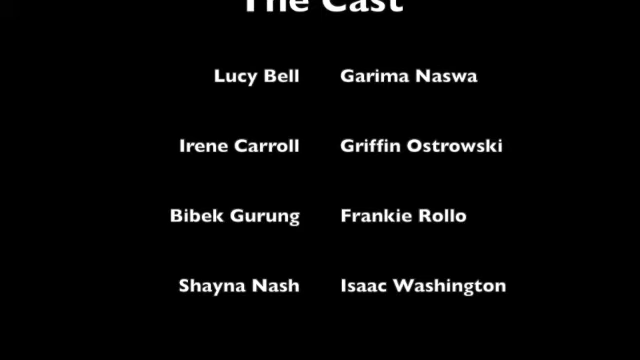 The Cast
Lucy Bell Garima Naswa
Irene Carroll Griffin Ostrowski
Bibek Gurung Frankie Rollo
Shayna Nash Isaac Washington